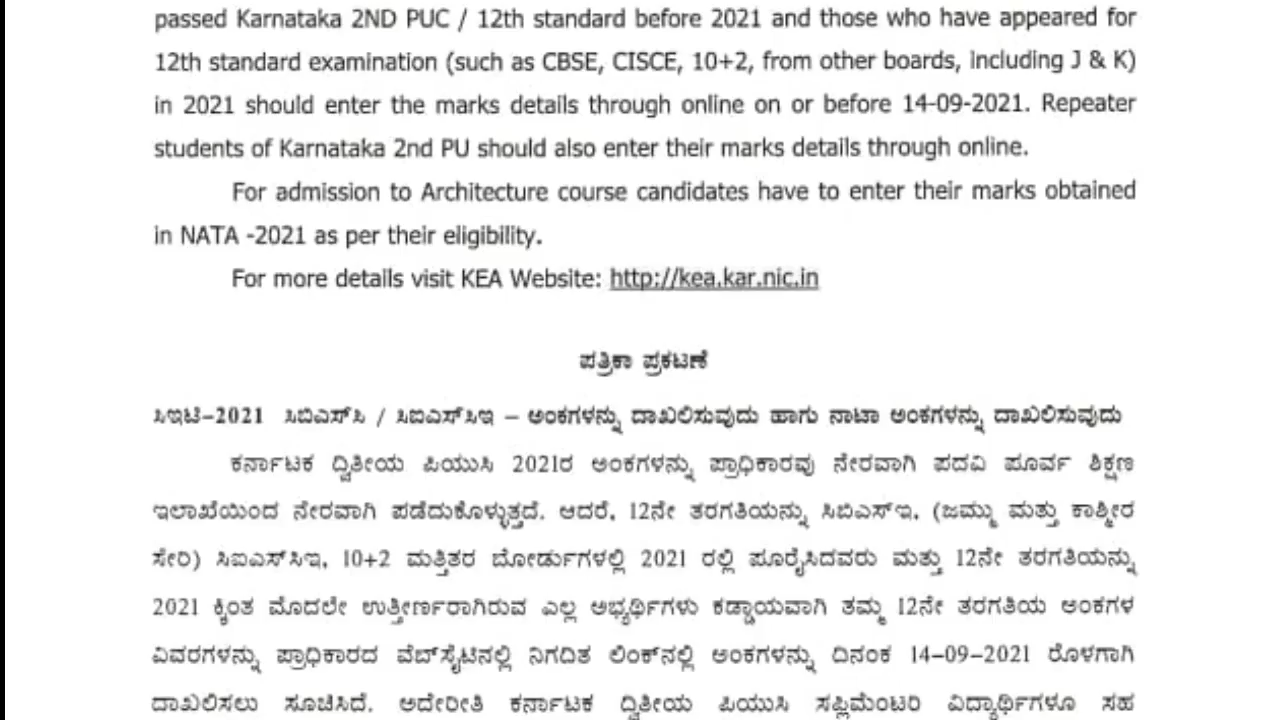 passed Karnataka 2ND PUC / 12th standard before 2021 and those who have appeared for
12th standard examination (such as CBSE, CISCE, 10+2, from other boards, including J & K)
in 2021 should enter the marks details through online on or before 14-09-2021. Repeater
students of Karnataka 2nd PU should also enter their marks details through online.
For admission to Architecture course candidates have to enter their marks obtained
in NATA -2021 as per their eligibility.
For more details visit KEA Website: http://kea.kar.nic.in
ಪತ್ರಿಕಾ ಪ್ರಕಟಣೆ
ಸಿಇಟಿ-2021 ಸಿಬಿಎಸ್‌ಸಿ / ಸಿಐಎಸ್‌ಸಿಇ – ಅಂಕಗಳನ್ನು ದಾಖಲಿಸುವುದು ಹಾಗು ನಾಟಾ ಅಂಕಗಳನ್ನು ದಾಖಲಿಸುವುದು
ಕರ್ನಾಟಕ ದ್ವಿತೀಯ ಪಿಯುಸಿ 2021ರ ಅಂಕಗಳನ್ನು ಪ್ರಾಧಿಕಾರವು ನೇರವಾಗಿ ಪದವಿ ಪೂರ್ವ ಶಿಕ್ಷಣ
ಇಲಾಖೆಯಿಂದ ನೇರವಾಗಿ ಪಡೆದುಕೊಳ್ಳುತ್ತದೆ. ಆದರೆ, 12ನೇ ತರಗತಿಯನ್ನು ಸಿಬಿಎಸ್‌ಇ, (ಜಮ್ಮು ಮತ್ತು ಕಾಶ್ಮೀರ
ಸೇರಿ) ಸಿಐಎಸ್‌ಸಿಇ, 10+2 ಮತ್ತಿತರ ಬೋರ್ಡುಗಳಲ್ಲಿ 2021 ರಲ್ಲಿ ಪೂರೈಸಿದವರು ಮತ್ತು 12ನೇ ತರಗತಿಯನ್ನು
2021 ಕ್ಕಿಂತ ಮೊದಲೇ ಉತ್ತೀರ್ಣರಾಗಿರುವ ಎಲ್ಲ ಅಭ್ಯರ್ಥಿಗಳು ಕಡ್ಡಾಯವಾಗಿ ತಮ್ಮ 12ನೇ ತರಗತಿಯ ಅಂಕಗಳ
ವಿವರಗಳನ್ನು ಪ್ರಾಧಿಕಾರದ ವೆಬ್‌ಸೈಟಿನಲ್ಲಿ ನಿಗದಿತ ಲಿಂಕ್‌ನಲ್ಲಿ ಅಂಕಗಳನ್ನು ದಿನಂಕ 14-09-2021 ರೊಳಗಾಗಿ
ದಾಖಲಿಸಲು ಸೂಚಿಸಿದೆ. ಅದೇರೀತಿ ಕರ್ನಾಟಕ ದ್ವಿತೀಯ ಪಿಯುಸಿ ಸಪ್ಲಿಮೆಂಟರಿ ವಿದ್ಯಾರ್ಥಿಗಳೂ ಸಹ